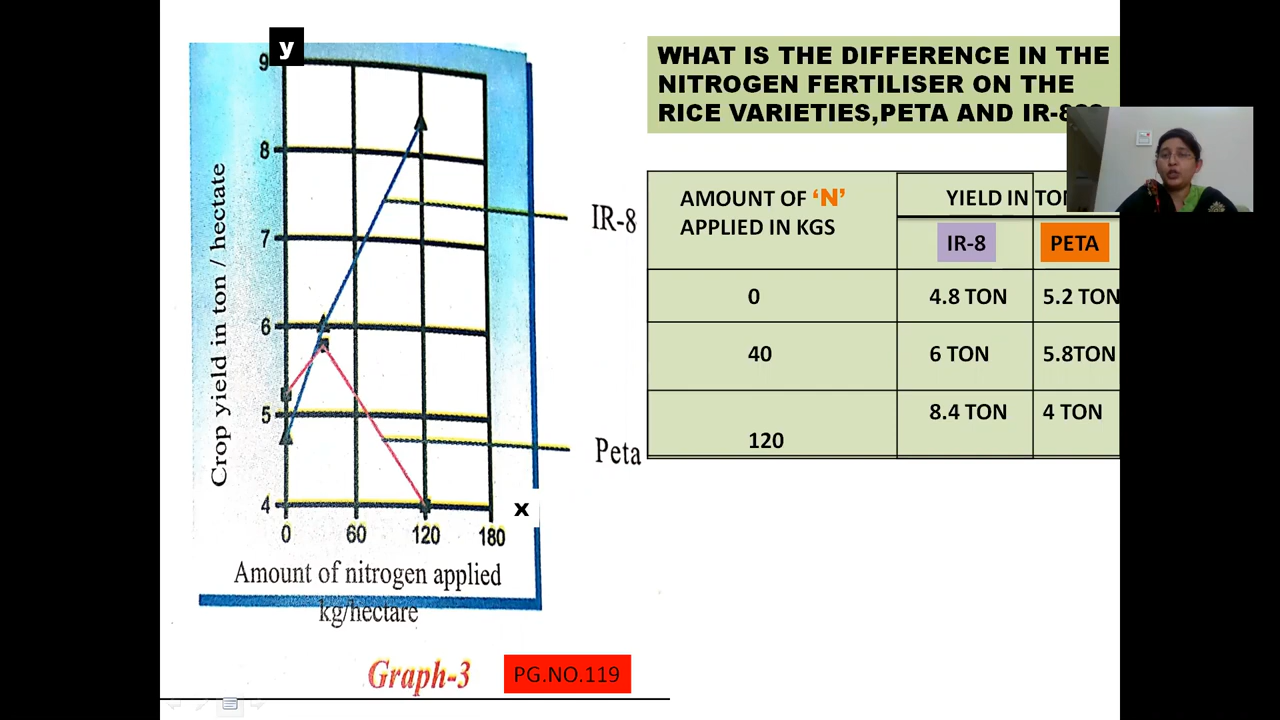 y
9
8
7
6
5
4
0 60 120 180
x
Crop yield in ton / hectate
IR-8
Peta
Amount of nitrogen applied
kg/hectare
Graph-3
PG.NO.119
WHAT IS THE DIFFERENCE IN THE
NITROGEN FERTILISER ON THE
RICE VARIETIES,PETA AND
AMOUNT OF ‘N’
APPLIED IN KGS
YIELD IN
IR-8 PETA
0 4.8 TON 5.2 TON
40 6 TON 5.8TON
120 8.4 TON 4 TON